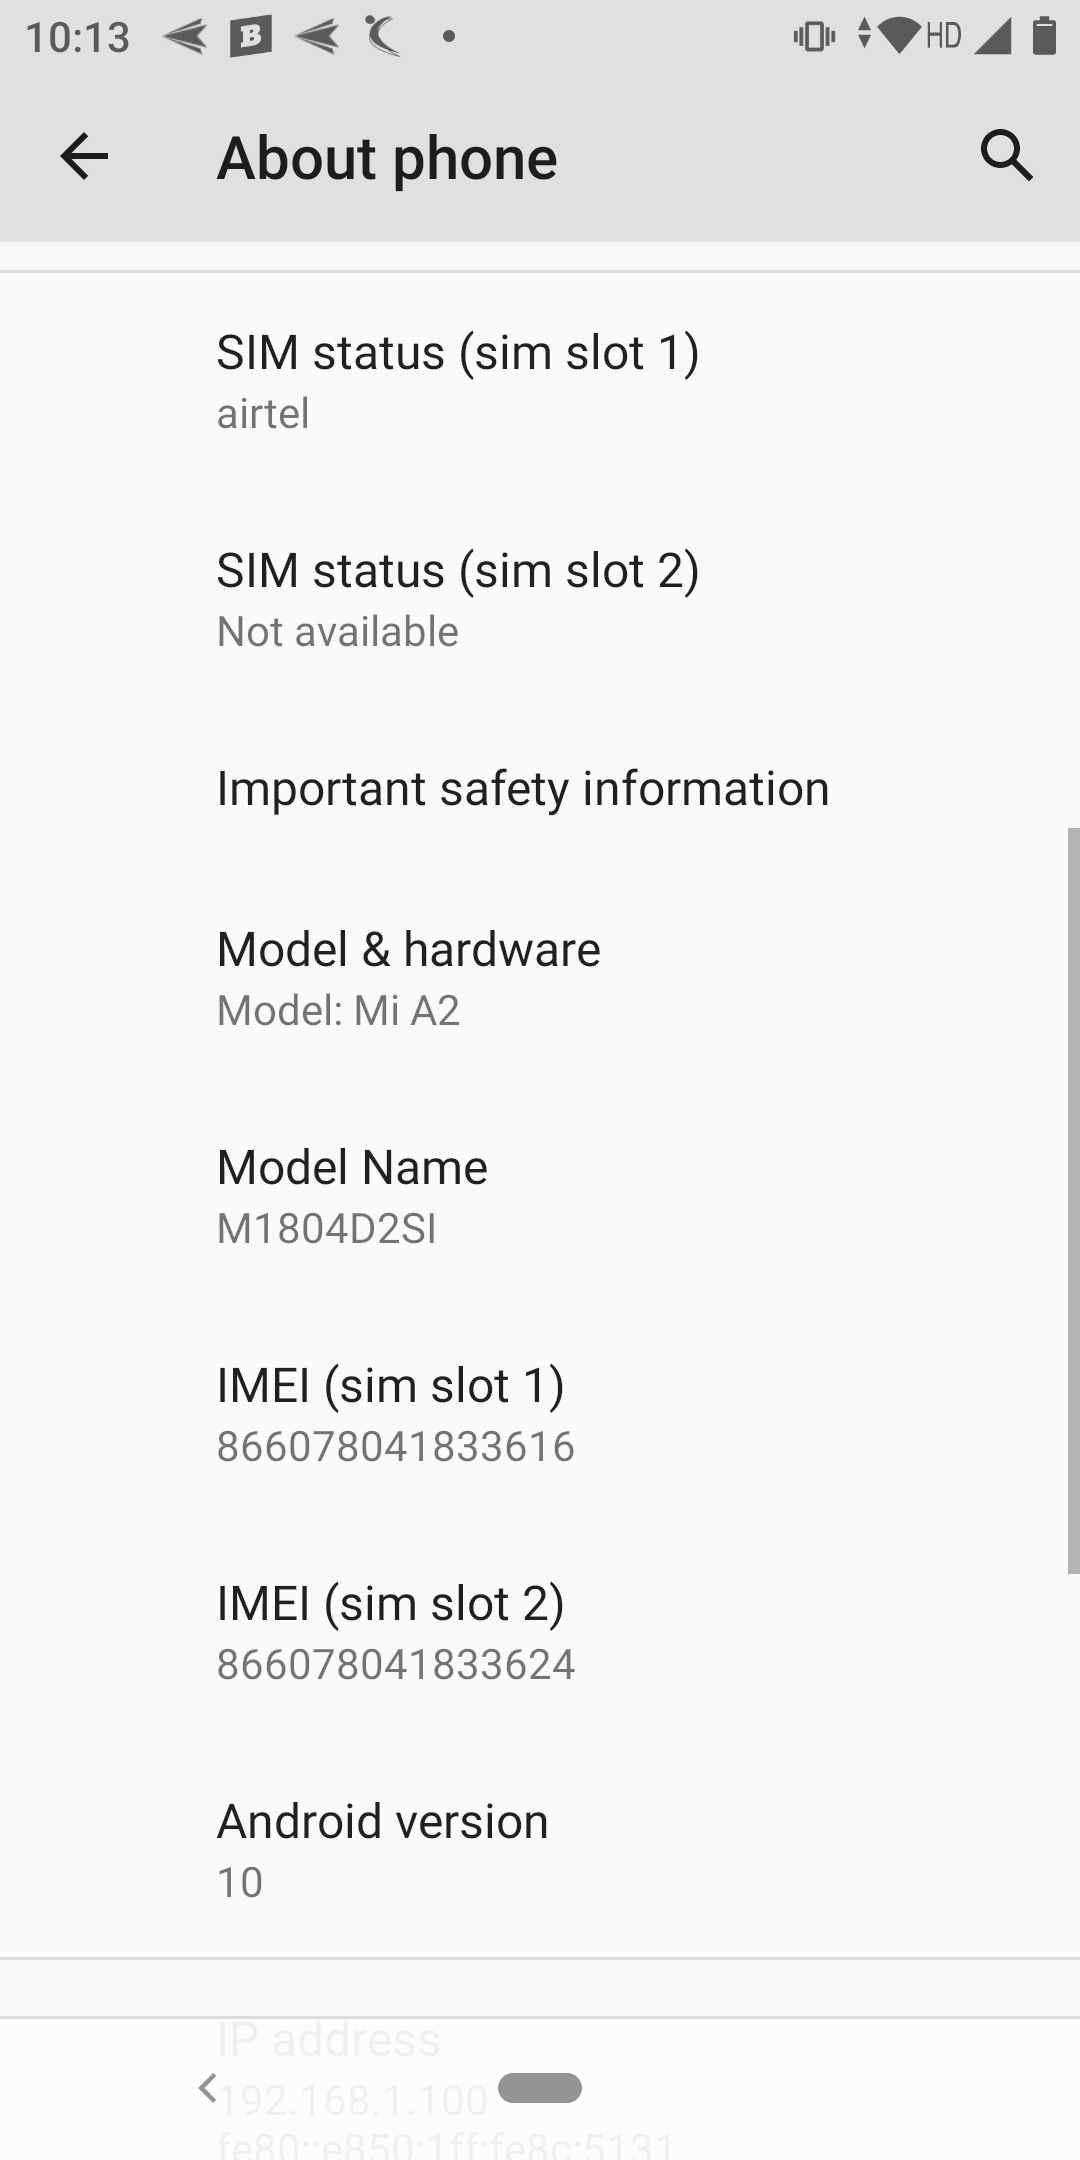 10:13 B HD
About phone
SIM status (sim slot 1)
airtel
SIM status (sim slot 2)
Not available
Important safety information
Model & hardware
Model: Mi A2
Model Name
M1804D2SI
IMEI (sim slot 1)
866078041833616
IMEI (sim slot 2)
866078041833624
Android version
10
IP address
192.168.1.100
fe80::e850:1ff:fe8c:5131